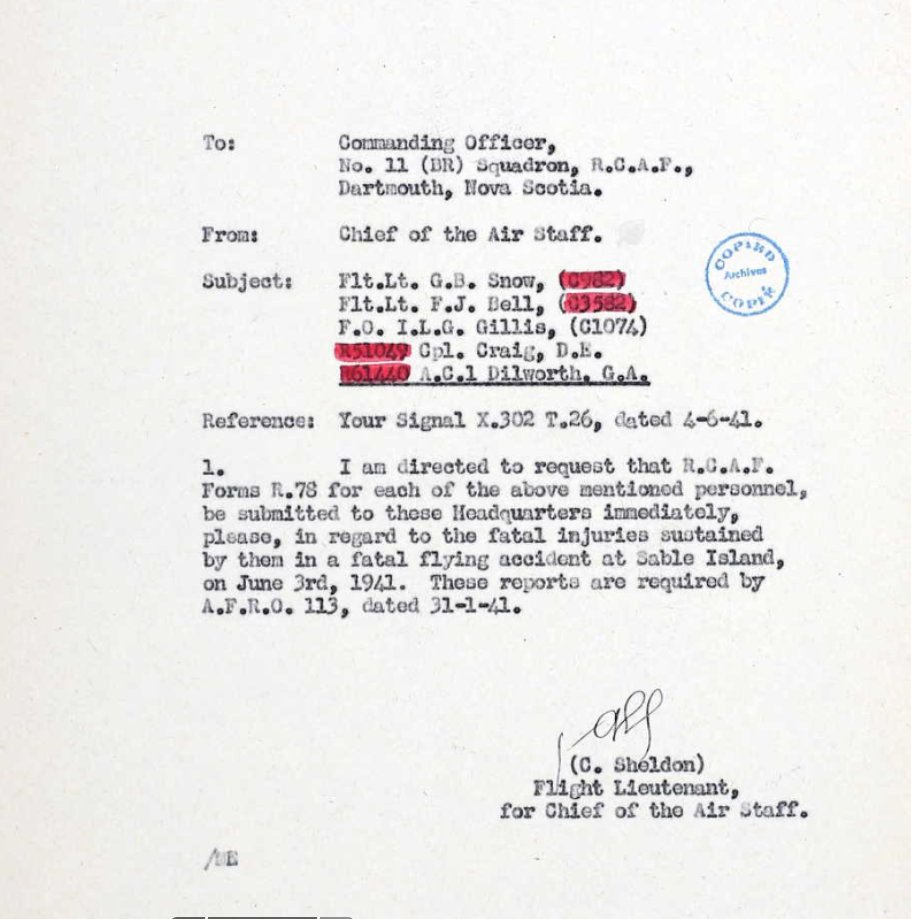 To: Commanding Officer,
No. 11 (BR) Squadron, R.C.A.F.,
Dartmouth, Nova Scotia.
From: Chief of the Air Staff.
COPIED
Archives
COPIÉ
Subject: Flt.Lt. G.B. Snow, (C982)
Flt.Lt. F.J. Bell, (C3582)
F.O. I.L.G. Gillis, (C1074)
R51049 Cpl. Craig, D.E.
R61440 A.C.1 Dilworth, G.A.
Reference: Your Signal X.302 T.26, dated 4-6-41.
1. I am directed to request that R.C.A.F.
Forms R.78 for each of the above mentioned personnel,
be submitted to these Headquarters immediately,
please, in regard to the fatal injuries sustained
by them in a fatal flying accident at Sable Island,
on June 3rd, 1941. These reports are required by
A.F.R.O. 113, dated 31-1-41.
(C. Sheldon)
Flight Lieutenant,
for Chief of the Air Staff.